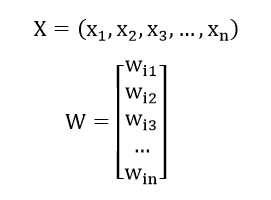 X = (x₁, x₂, x₃, ..., xₙ)
W = [wᵢ₁
wᵢ₂
wᵢ₃
...
wᵢₙ]